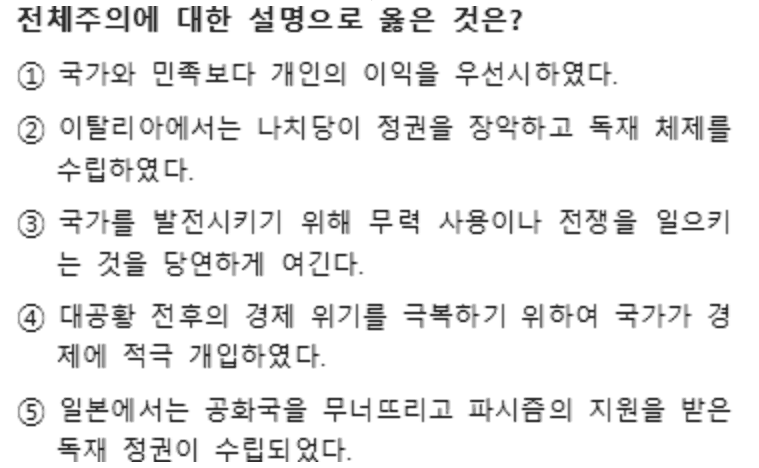 전체주의에 대한 설명으로 옳은 것은?
① 국가와 민족보다 개인의 이익을 우선시하였다.
② 이탈리아에서는 나치당이 정권을 장악하고 독재 체제를
수립하였다.
③ 국가를 발전시키기 위해 무력 사용이나 전쟁을 일으키
는 것을 당연하게 여긴다.
④ 대공황 전후의 경제 위기를 극복하기 위하여 국가가 경
제에 적극 개입하였다.
⑤ 일본에서는 공화국을 무너뜨리고 파시즘의 지원을 받은
독재 정권이 수립되었다.